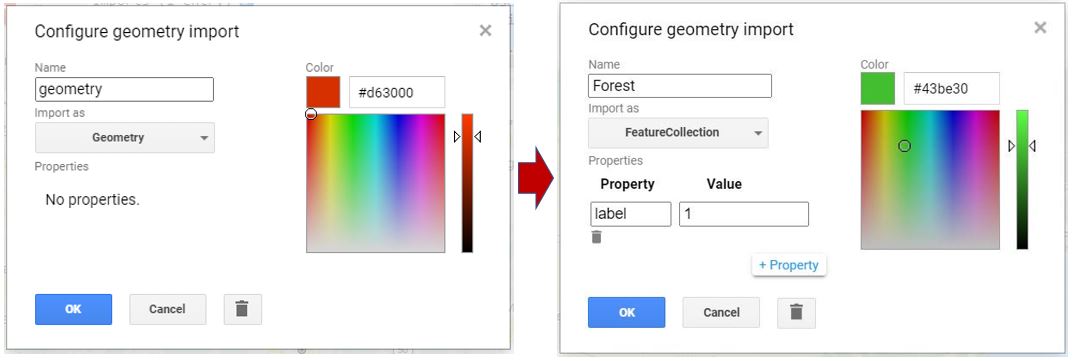 Configure geometry import
Name
geometry
Import as
Geometry
Properties
No properties.
Color
#d63000
OK
Cancel
Configure geometry import
Name
Forest
Import as
FeatureCollection
Properties
Property Value
label 1
+ Property
Color
#43be30
OK
Cancel